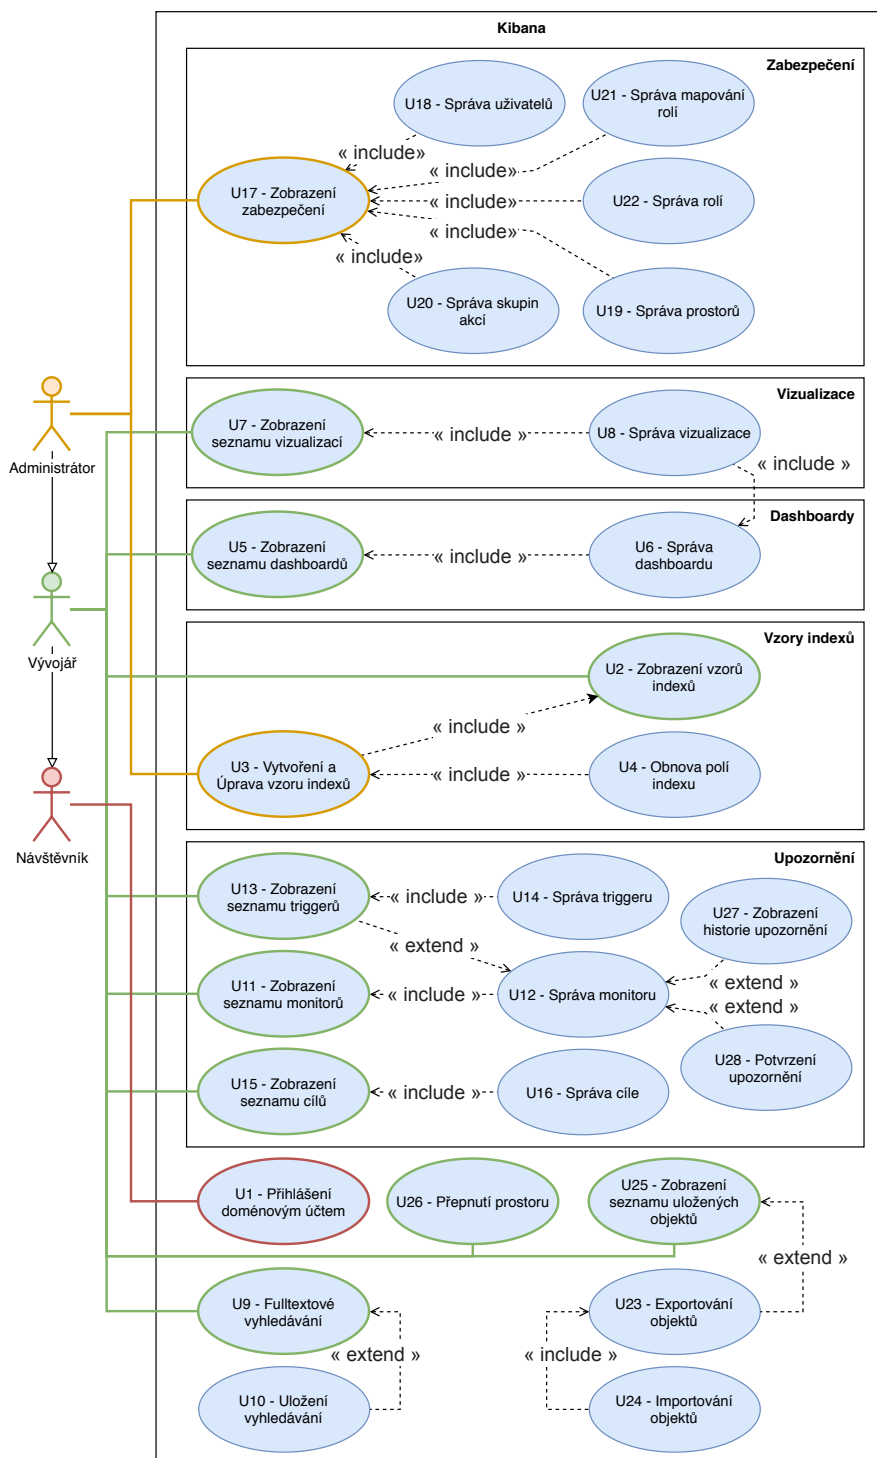 Kibana
Zabezpečení
U18 - Správa uživatelů
U21 - Správa mapování
rolí
« include»
« include»
U17 - Zobrazení
zabezpečení
« include»
U22 - Správa rolí
« include»
« include»
U20 - Správa skupin
akcí
U19 - Správa prostorů
Administrátor
Vizualizace
U7 - Zobrazení
seznamu vizualizací
« include »
U8 - Správa vizualizace
« include »
Dashboardy
U5 - Zobrazení
seznamu dashboardů
« include »
U6 - Správa
dashboardu
Vývojář
Vzory indexů
U2 - Zobrazení vzorů
indexů
« include »
U3 - Vytvoření a
Úprava vzoru indexů
« include »
U4 - Obnova polí
indexu
Návštěvník
Upozornění
U13 - Zobrazení
seznamu triggerů
« include »
U14 - Správa triggeru
U27 - Zobrazení
historie upozornění
« extend »
U11 - Zobrazení
seznamu monitorů
« include »
U12 - Správa monitoru
« extend »
« extend »
U28 - Potvrzení
upozornění
U15 - Zobrazení
seznamu cílů
« include »
U16 - Správa cíle
U1 - Přihlášení
doménovým účtem
U26 - Přepnutí prostoru
U25 - Zobrazení
seznamu uložených
objektů
« extend »
U9 - Fulltextové
vyhledávání
U23 - Exportování
objektů
« extend »
« include »
U10 - Uložení
vyhledávání
U24 - Importování
objektů